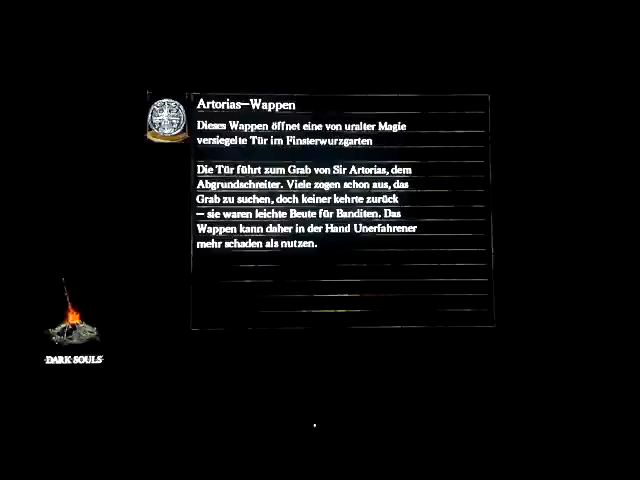 Artorias-Wappen
Dieses Wappen öffnet eine von uralter Magie
versiegelte Tür im Finsterwurzgarten
Die Tür führt zum Grab von Sir Artorias, dem
Abgrundschreiter. Viele zogen schon aus, das
Grab zu suchen, doch keiner kehrte zurück
– sie waren leichte Beute für Banditen. Das
Wappen kann daher in der Hand Unerfahrener
mehr schaden als nutzen.
DARK SOULS